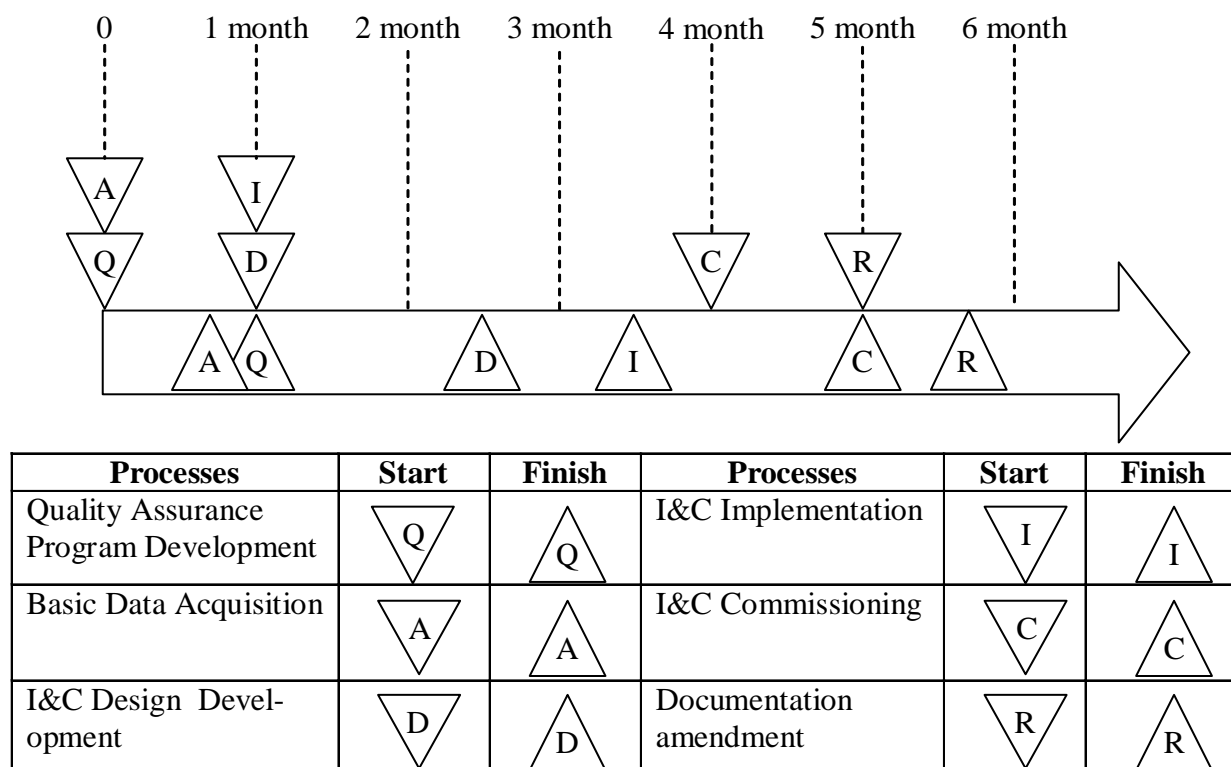 0 1 month 2 month 3 month 4 month 5 month 6 month
A I
Q D C R
A Q D I C R
Processes Start Finish Processes Start Finish
Quality Assurance
Program Development Q Q I&C Implementation I I
Basic Data Acquisition A A I&C Commissioning C C
I&C Design Devel-
opment D D Documentation
amendment R R